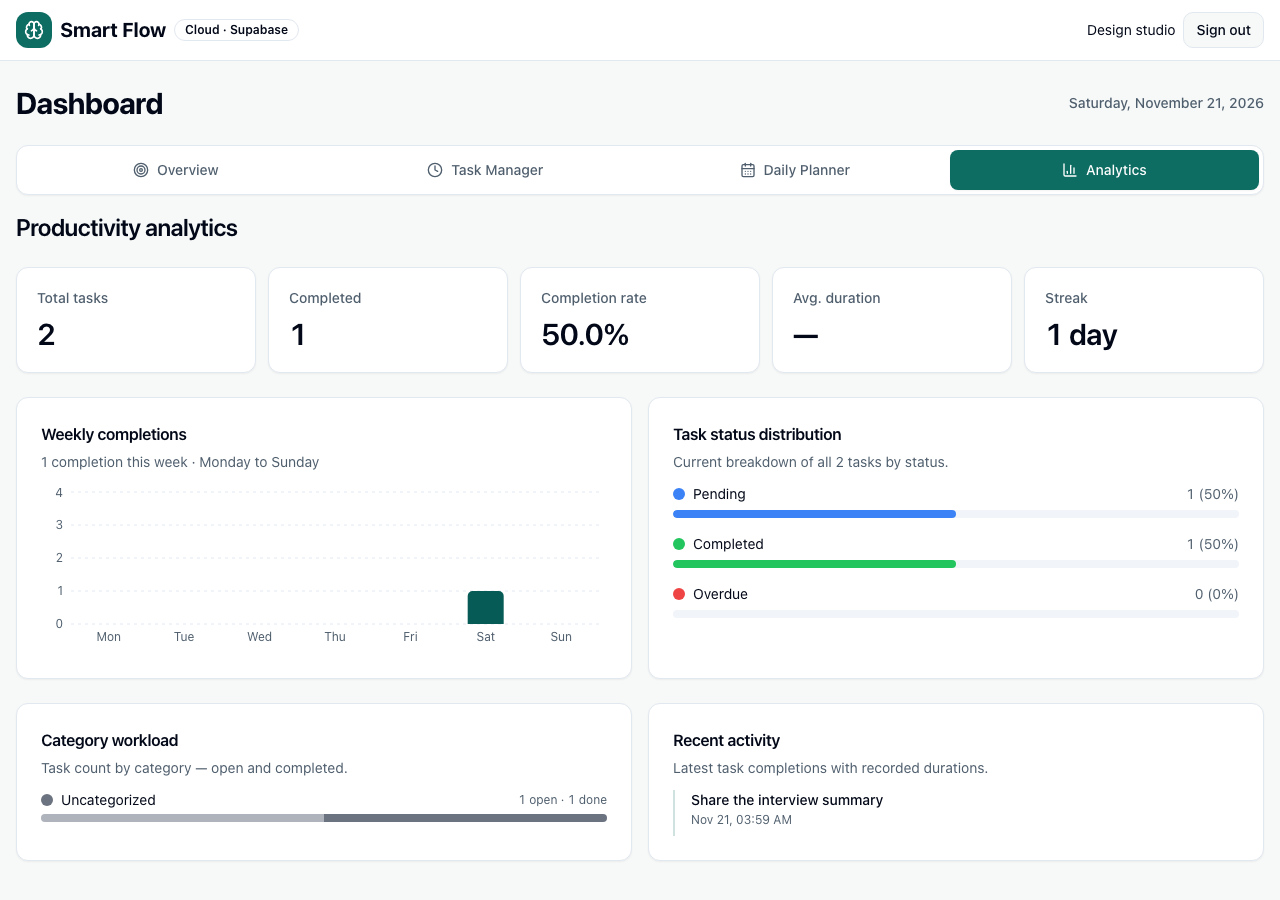 Smart Flow
Cloud · Supabase
Design studio
Sign out
Dashboard
Saturday, November 21, 2026
Overview
Task Manager
Daily Planner
Analytics
Productivity analytics
Total tasks
2
Completed
1
Completion rate
50.0%
Avg. duration
—
Streak
1 day
Weekly completions
1 completion this week · Monday to Sunday
4
3
2
1
0
Mon Tue Wed Thu Fri Sat Sun
Task status distribution
Current breakdown of all 2 tasks by status.
Pending 1 (50%)
Completed 1 (50%)
Overdue 0 (0%)
Category workload
Task count by category — open and completed.
Uncategorized 1 open · 1 done
Recent activity
Latest task completions with recorded durations.
Share the interview summary
Nov 21, 03:59 AM